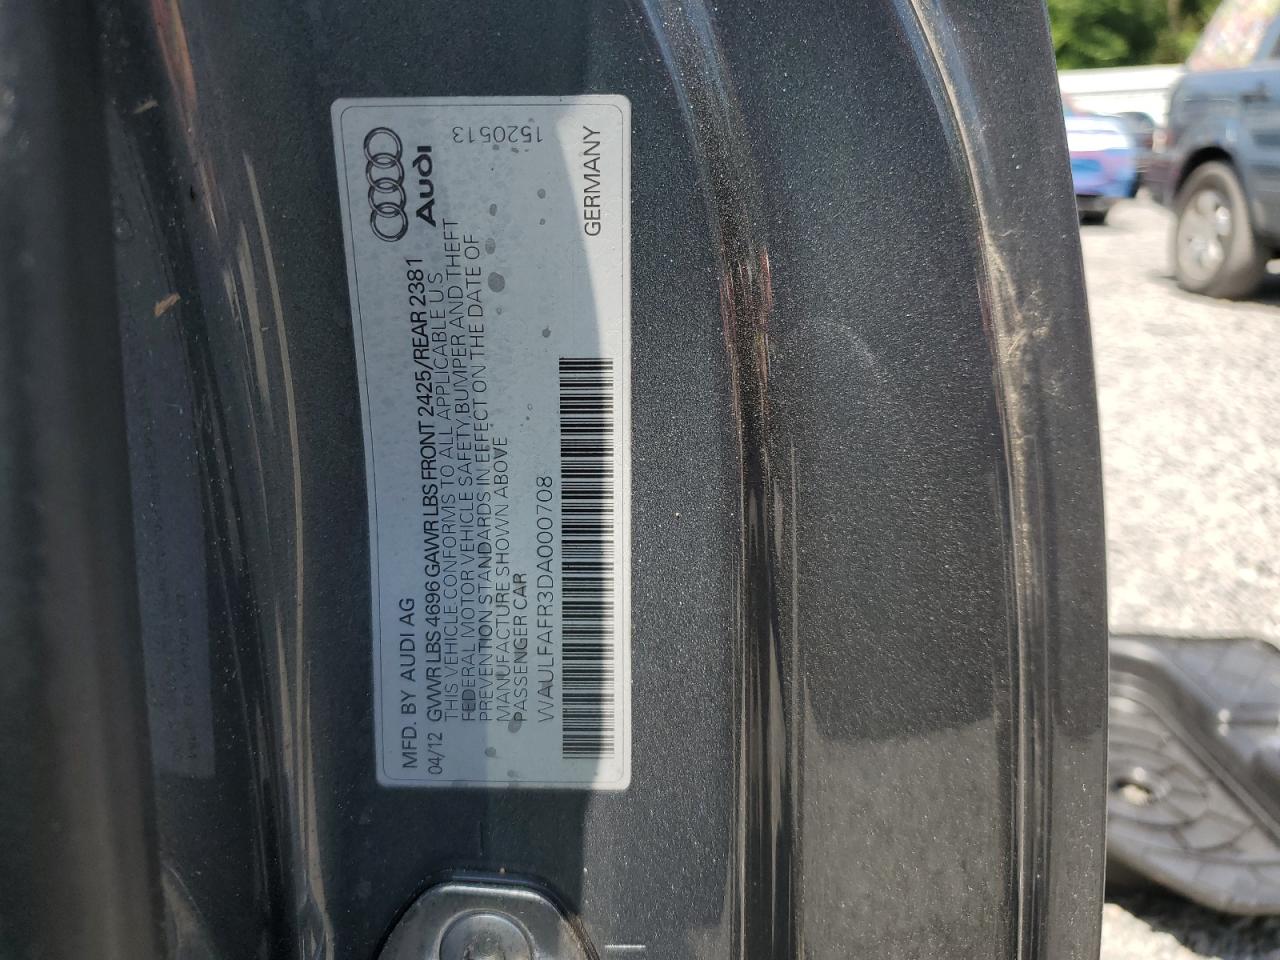 MFD. BY AUDI AG
Audi
04/12 GVWR LBS 4696 GAWR LBS FRONT 2425/REAR 2381
THIS VEHICLE CONFORMS TO ALL APPLICABLE U.S
FEDERAL MOTOR VEHICLE SAFETY, BUMPER AND THEFT
PREVENTION STANDARDS IN EFFECT ON THE DATE OF
MANUFACTURE SHOWN ABOVE
PASSENGER CAR
1520513
WAULFAFR3DA000708
GERMANY